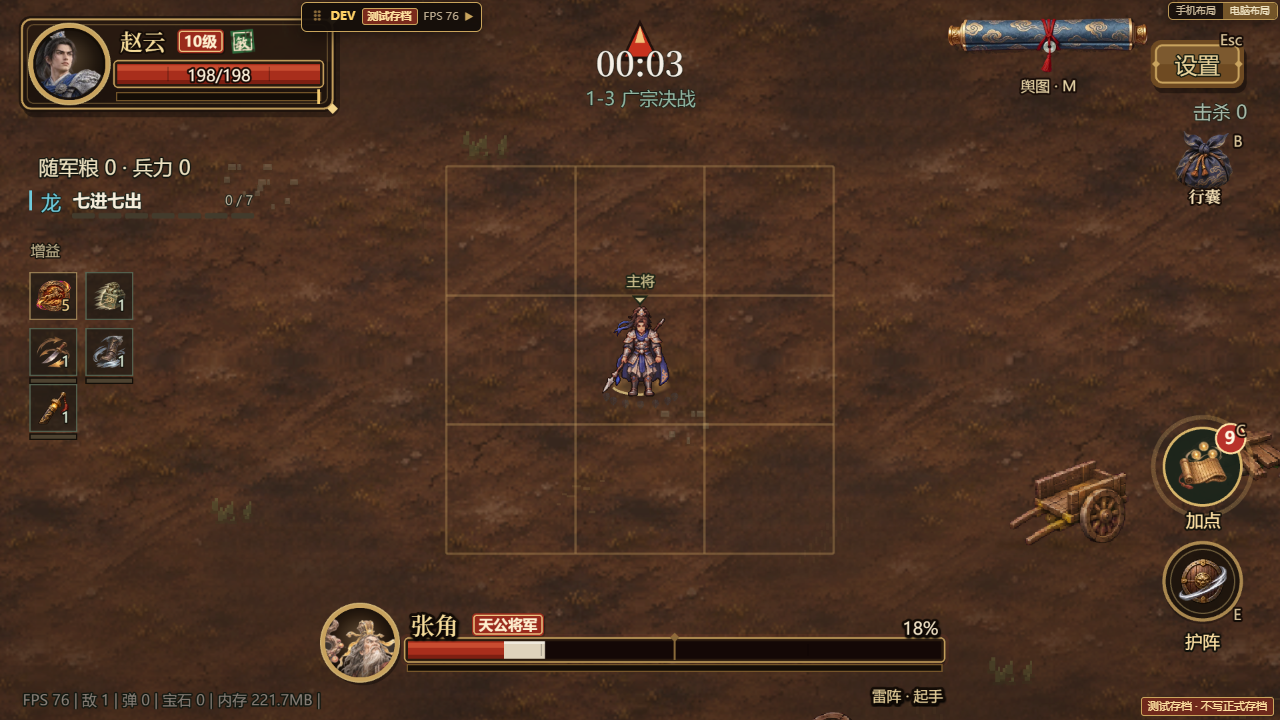 DEV 测试存档 FPS 76 ▶
手机布局 电脑布局
赵云 10级 敏
198/198
00:03
1-3 广宗决战
舆图 · M
Esc
设置
击杀 0
B
行囊
随军粮 0 · 兵力 0
龙 七进七出 0 / 7
增益
5
1
1
1
1
主将
9
C
加点
E
护阵
张角 天公将军 18%
雷阵 · 起手
FPS 76 | 敌 1 | 弹 0 | 宝石 0 | 内存 221.7MB |
测试存档 · 不写正式存档